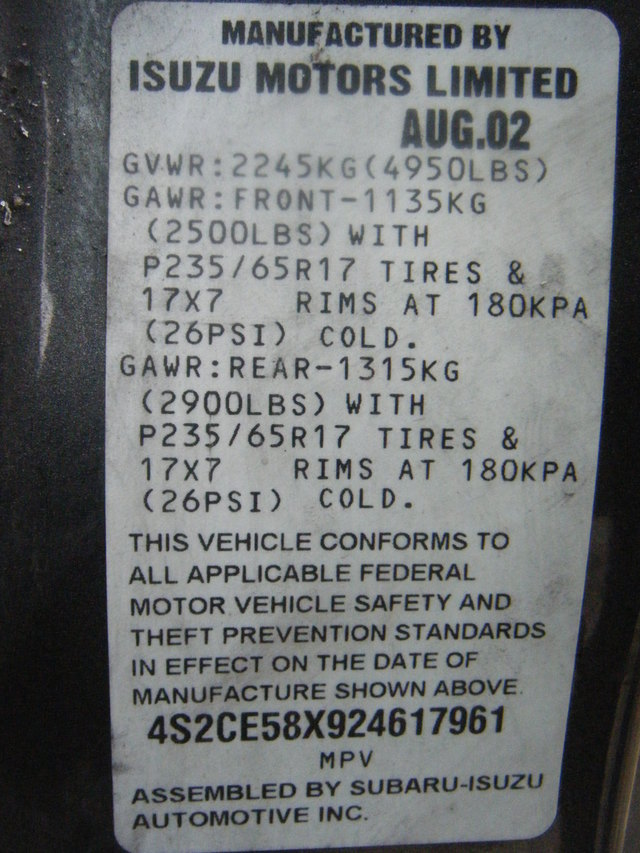 MANUFACTURED BY
ISUZU MOTORS LIMITED
AUG.02
GVWR:2245KG(4950LBS)
GAWR:FRONT-1135KG
(2500LBS) WITH
P235/65R17 TIRES &
17X7 RIMS AT 180KPA
(26PSI) COLD.
GAWR:REAR-1315KG
(2900LBS) WITH
P235/65R17 TIRES &
17X7 RIMS AT 180KPA
(26PSI) COLD.
THIS VEHICLE CONFORMS TO
ALL APPLICABLE FEDERAL
MOTOR VEHICLE SAFETY AND
THEFT PREVENTION STANDARDS
IN EFFECT ON THE DATE OF
MANUFACTURE SHOWN ABOVE.
4S2CE58X924617961
MPV
ASSEMBLED BY SUBARU-ISUZU
AUTOMOTIVE INC.